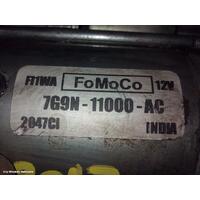 FI1WA FoMoCo 12V
7G9N-11000-AC
2047CI INDIA